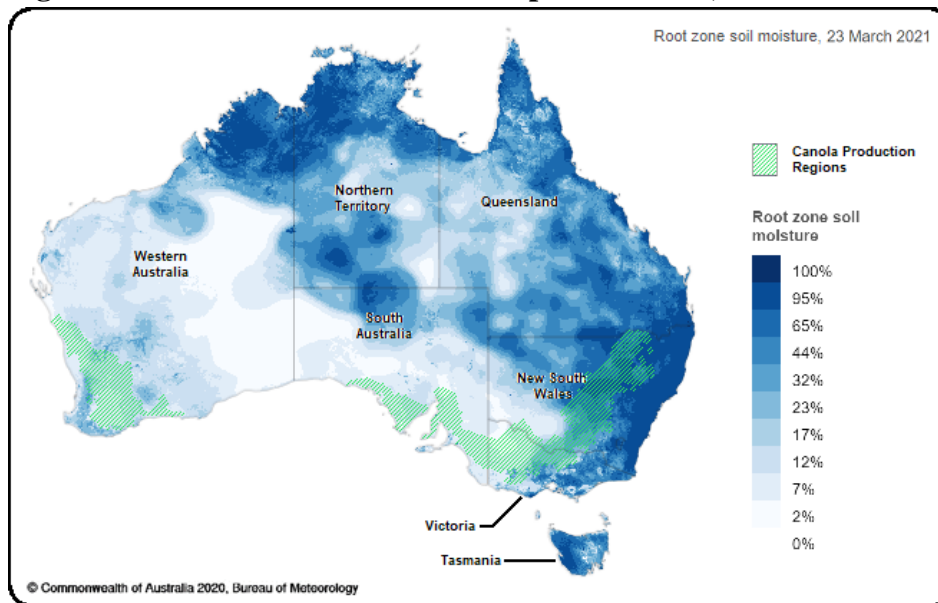 Root zone soil moisture, 23 March 2021
Canola Production
Regions
Northern
Territory
Queensland
Root zone soil
moisture
Western
Australia
100%
95%
South
Australia
65%
44%
New South
Wales
32%
23%
17%
12%
7%
2%
0%
Victoria
Tasmania
© Commonwealth of Australia 2020, Bureau of Meteorology